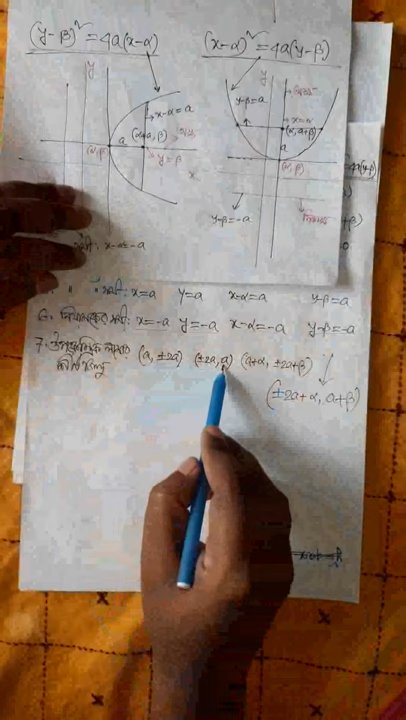 (y-β)² = 4a(x-α)
(x-α)² = 4a(y-β)
y
x-α=a
(α+a, β)
a
(α, β)
y=β
y
y-β=a
x=α
(α, a+β)
a
(α, β)
x
y-β=-a
x-α=-a
x=a y=a x-α=a y-β=a
6. নিয়ামকের সমী: x=-a y=-a x-α=-a y-β=-a
7. উপকেন্দ্রিক লম্বের (a, ±2a) (±2a, a) (a+α, ±2a+β)
(±2a+α, a+β)